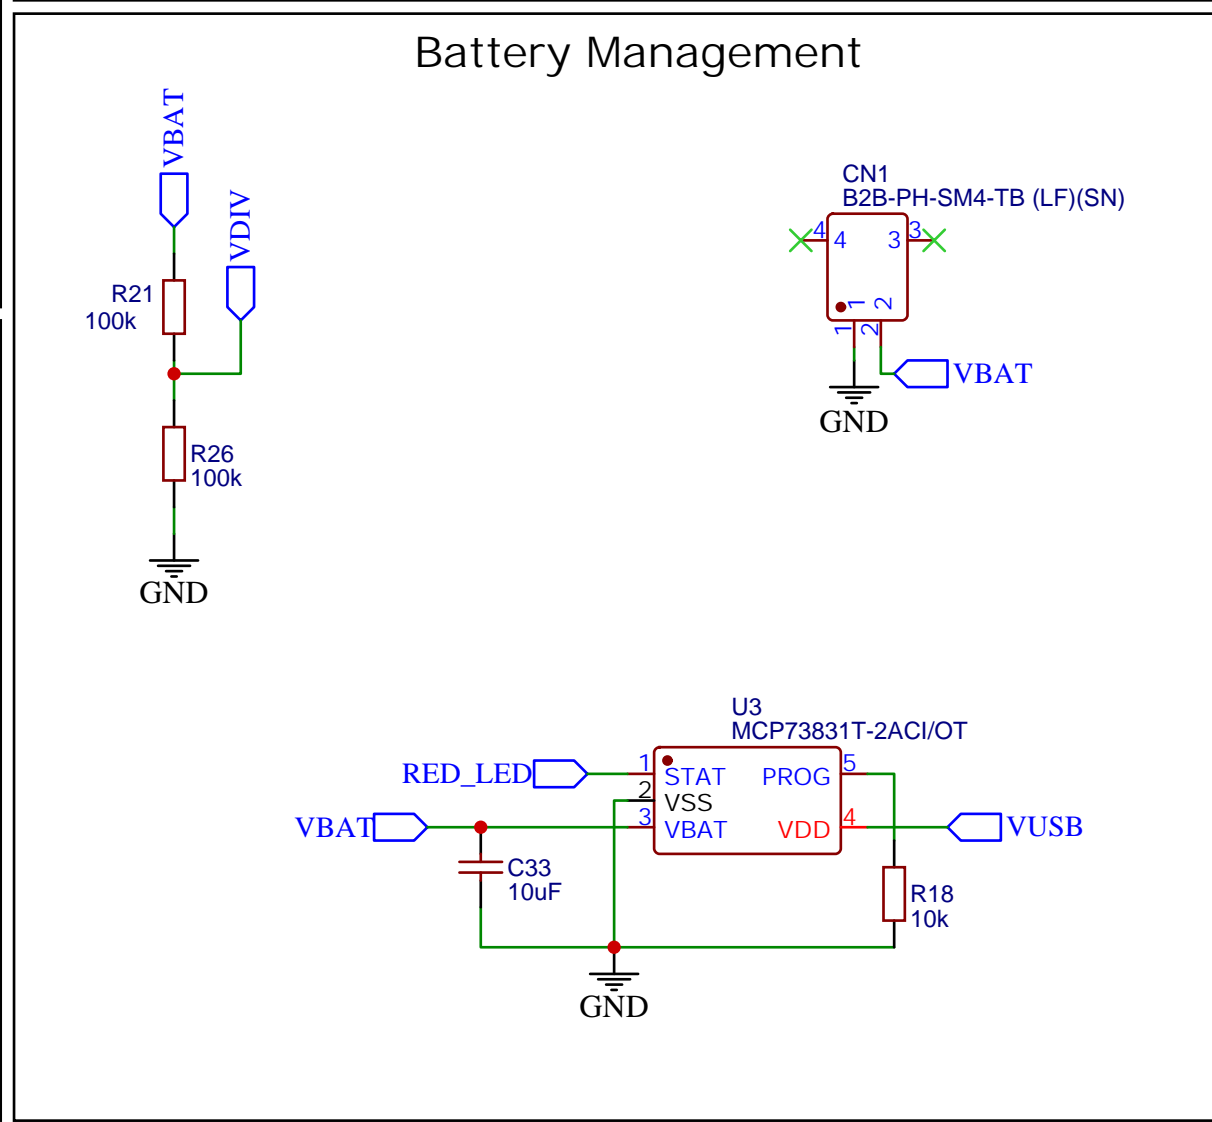 Battery Management
VBAT
VDIV
R21
100k
R26
100k
GND
CN1
B2B-PH-SM4-TB (LF)(SN)
4
4
3
3
1
2
1
2
VBAT
GND
U3
MCP73831T-2ACI/OT
RED_LED
1
STAT
PROG
5
2
VSS
VBAT
3
VBAT
VDD
4
VUSB
C33
10uF
R18
10k
GND